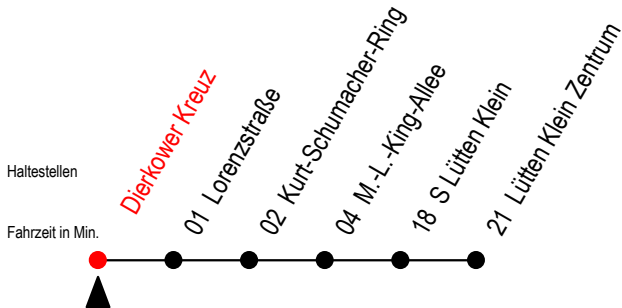 Haltestellen
Fahrzeit in Min.
Dierkower Kreuz
01 Lorenzstraße
02 Kurt-Schumacher-Ring
04 M.-L.-King-Allee
18 S Lütten Klein
21 Lütten Klein Zentrum